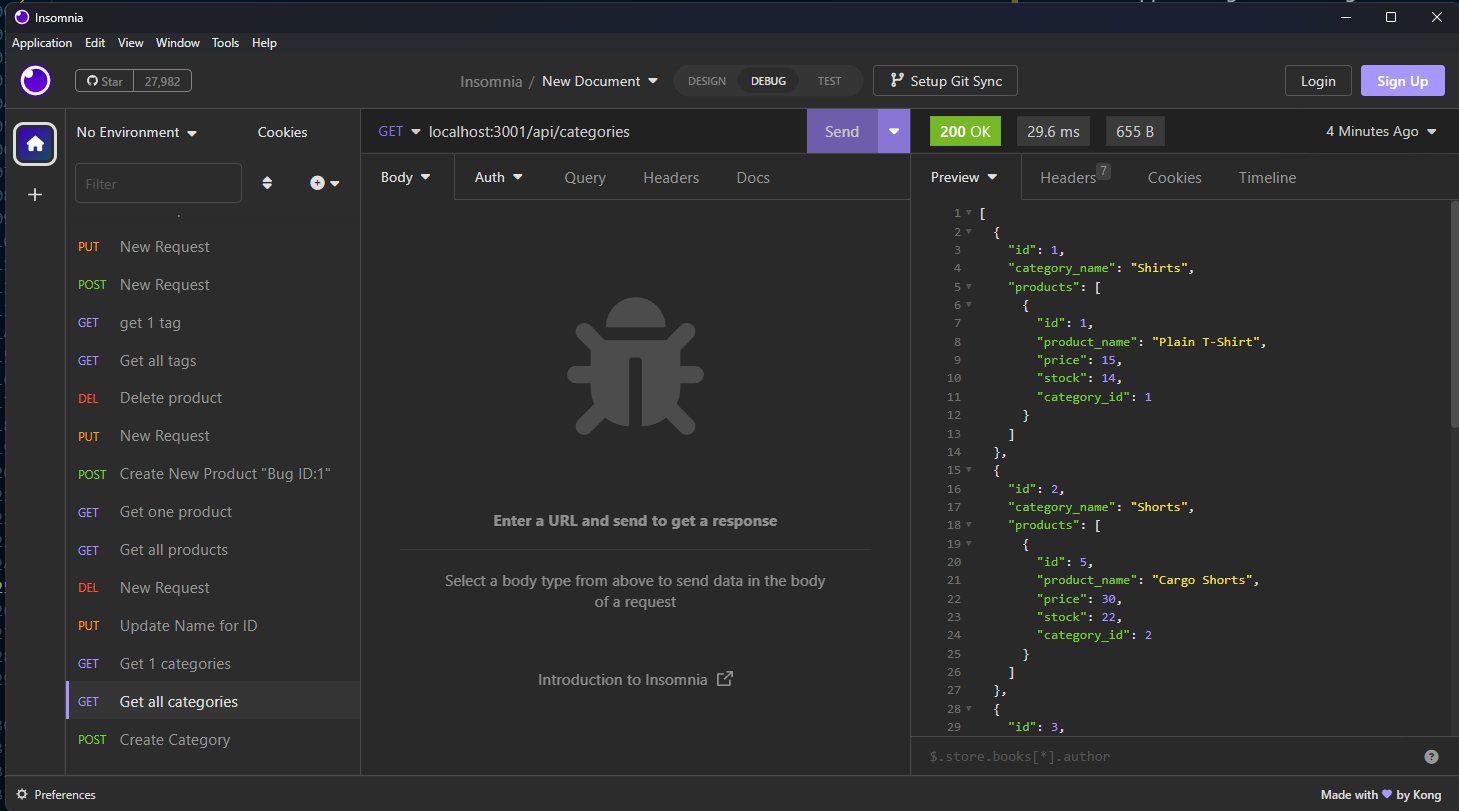 Insomnia
Application Edit View Window Tools Help
Star 27,982
Insomnia / New Document
DESIGN DEBUG TEST
Setup Git Sync
Login
Sign Up
No Environment
Cookies
Filter
PUT New Request
POST New Request
GET get 1 tag
GET Get all tags
DEL Delete product
PUT New Request
POST Create New Product "Bug ID:1"
GET Get one product
GET Get all products
DEL New Request
PUT Update Name for ID
GET Get 1 categories
GET Get all categories
POST Create Category
GET localhost:3001/api/categories
Send
Body Auth Query Headers Docs
Enter a URL and send to get a response
Select a body type from above to send data in the body
of a request
Introduction to Insomnia
200 OK 29.6 ms 655 B 4 Minutes Ago
Preview Headers 7 Cookies Timeline
1 [
2 {
3 "id": 1,
4 "category_name": "Shirts",
5 "products": [
6 {
7 "id": 1,
8 "product_name": "Plain T-Shirt",
9 "price": 15,
10 "stock": 14,
11 "category_id": 1
12 }
13 ]
14 },
15 {
16 "id": 2,
17 "category_name": "Shorts",
18 "products": [
19 {
20 "id": 5,
21 "product_name": "Cargo Shorts",
22 "price": 30,
23 "stock": 22,
24 "category_id": 2
25 }
26 ]
27 },
28 {
29 "id": 3,
$.store.books[*].author
Preferences
Made with 💜 by Kong